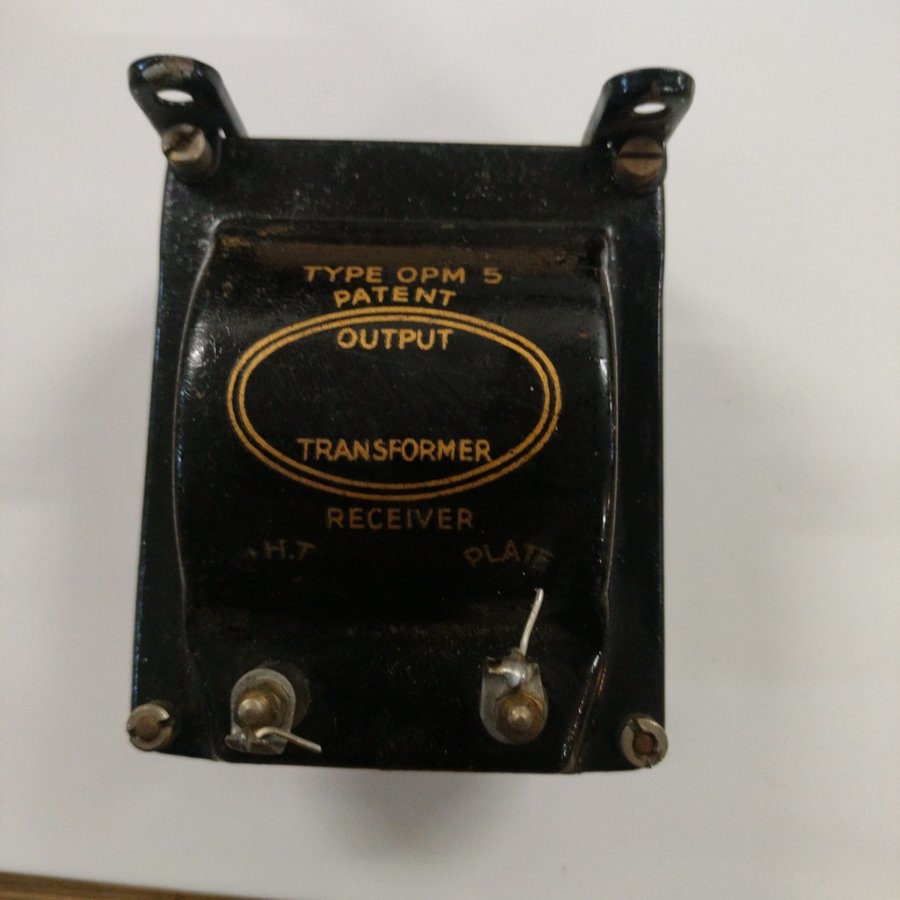 TYPE OPM 5
PATENT
OUTPUT
TRANSFORMER
RECEIVER
+H.T PLATE